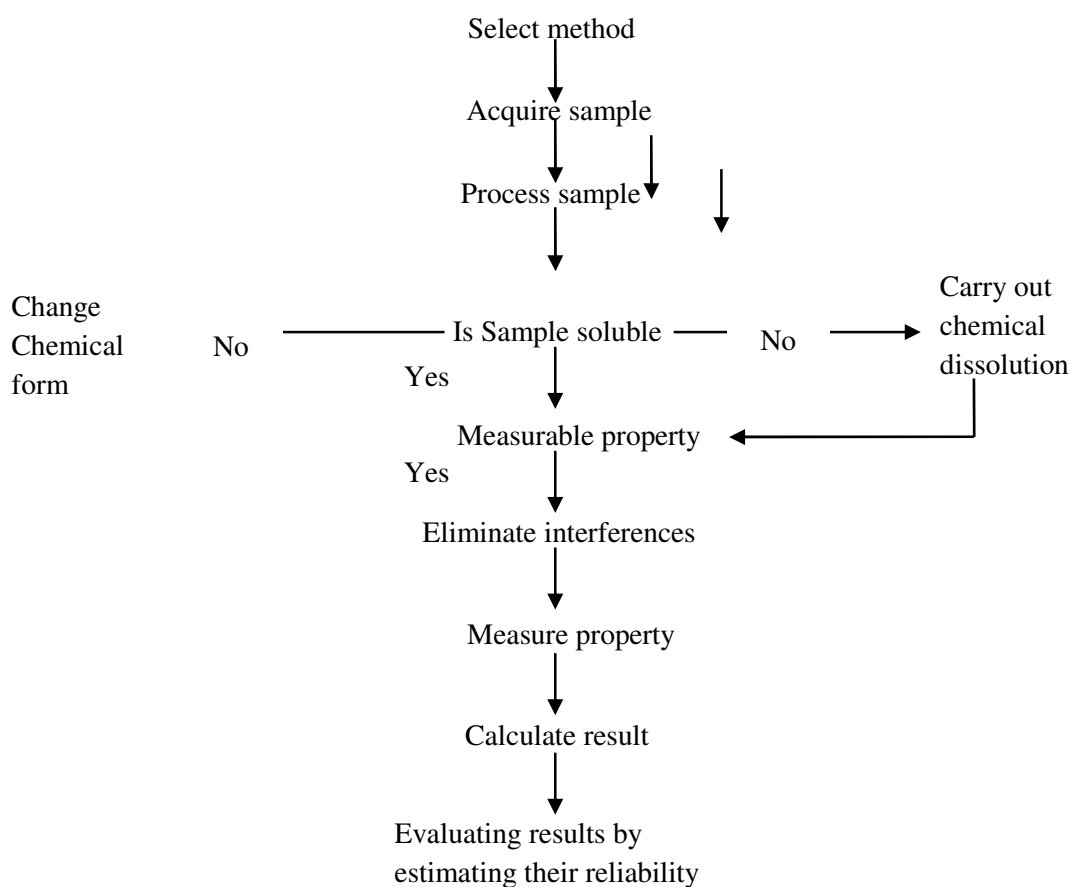 Select method
Acquire sample
Process sample
Change
Chemical
form
No
Is Sample soluble
No
Carry out
chemical
dissolution
Yes
Measurable property
Yes
Eliminate interferences
Measure property
Calculate result
Evaluating results by
estimating their reliability